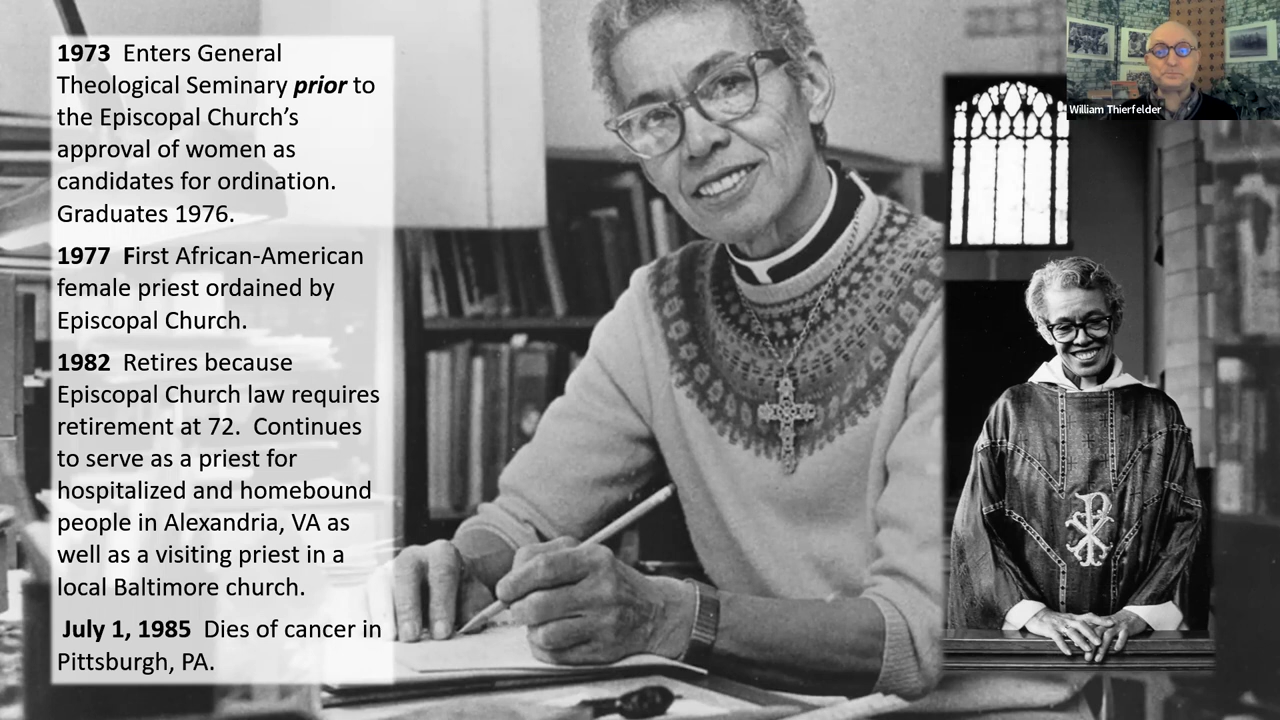 1973  Enters General
Theological Seminary prior to
the Episcopal Church’s
approval of women as
candidates for ordination.
Graduates 1976.
1977  First African-American
female priest ordained by
Episcopal Church.
1982  Retires because
Episcopal Church law requires
retirement at 72.  Continues
to serve as a priest for
hospitalized and homebound
people in Alexandria, VA as
well as a visiting priest in a
local Baltimore church.
July 1, 1985  Dies of cancer in
Pittsburgh, PA.
William Thierfelder